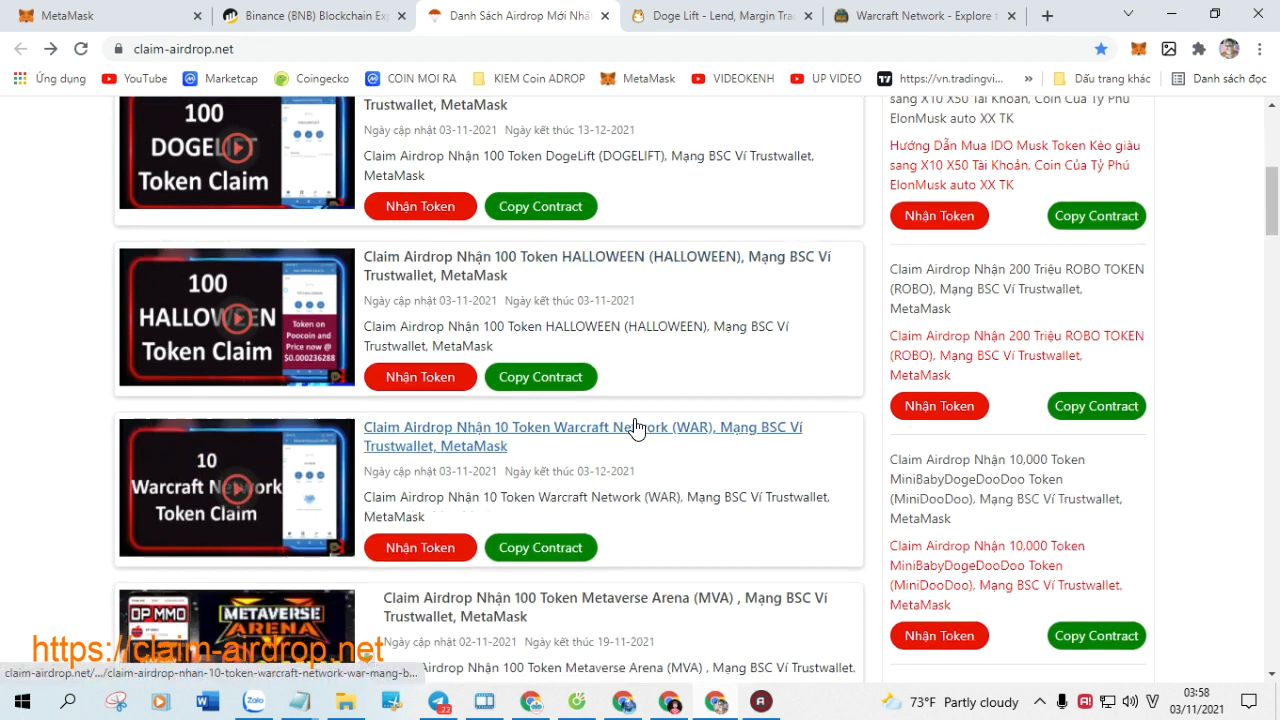 MetaMask
Binance (BNB) Blockchain Exp
Danh Sách Airdrop Mới Nhấ
Doge Lift - Lend, Margin Trad
Warcraft Network - Explore t
claim-airdrop.net
Ứng dụng
YouTube
Marketcap
Coingecko
COIN MOI RA
KIEM Coin ADROP
MetaMask
VIDEOKENH
UP VIDEO
https://vn.tradingvi...
»
Dấu trang khác
Danh sách đọc
100
DOGELIFT
Token Claim
Trustwallet, MetaMask
Ngày cập nhật 03-11-2021 Ngày kết thúc 13-12-2021
Claim Airdrop Nhận 100 Token DogeLift (DOGELIFT), Mạng BSC Ví Trustwallet,
MetaMask
Nhận Token
Copy Contract
100
HALLOWEEN
Token Claim
Token on
Poocoin and
Price now @
$0.000236288
Claim Airdrop Nhận 100 Token HALLOWEEN (HALLOWEEN), Mạng BSC Ví
Trustwallet, MetaMask
Ngày cập nhật 03-11-2021 Ngày kết thúc 03-11-2021
Claim Airdrop Nhận 100 Token HALLOWEEN (HALLOWEEN), Mạng BSC Ví
Trustwallet, MetaMask
Nhận Token
Copy Contract
10
Warcraft Network
Token Claim
Claim Airdrop Nhận 10 Token Warcraft Network (WAR), Mạng BSC Ví
Trustwallet, MetaMask
Ngày cập nhật 03-11-2021 Ngày kết thúc 03-12-2021
Claim Airdrop Nhận 10 Token Warcraft Network (WAR), Mạng BSC Ví Trustwallet,
MetaMask
Nhận Token
Copy Contract
OP MMO
METAVERSE
ARENA
Claim Airdrop Nhận 100 Token Metaverse Arena (MVA) , Mạng BSC Ví
Trustwallet, MetaMask
Ngày cập nhật 02-11-2021 Ngày kết thúc 19-11-2021
Airdrop Nhận 100 Token Metaverse Arena (MVA) , Mạng BSC Ví Trustwallet,
sang X10 X50 Tài Khoản, Coin Của Tỷ Phú
ElonMusk auto XX TK
Hướng Dẫn Mua IDO Musk Token Kèo giàu
sang X10 X50 Tài Khoản, Coin Của Tỷ Phú
ElonMusk auto XX TK
Nhận Token
Copy Contract
Claim Airdrop Nhận 200 Triệu ROBO TOKEN
(ROBO), Mạng BSC Ví Trustwallet,
MetaMask
Claim Airdrop Nhận 200 Triệu ROBO TOKEN
(ROBO), Mạng BSC Ví Trustwallet,
MetaMask
Nhận Token
Copy Contract
Claim Airdrop Nhận 10,000 Token
MiniBabyDogeDooDoo Token
(MiniDooDoo), Mạng BSC Ví Trustwallet,
MetaMask
Claim Airdrop Nhận 10,000 Token
MiniBabyDogeDooDoo Token
(MiniDooDoo), Mạng BSC Ví Trustwallet,
MetaMask
Nhận Token
Copy Contract
https://claim-airdrop.net
claim-airdrop.net/.../claim-airdrop-nhan-10-token-warcraft-network-war-mang-b...
Zalo
22
73°F Partly cloudy
03:58
03/11/2021